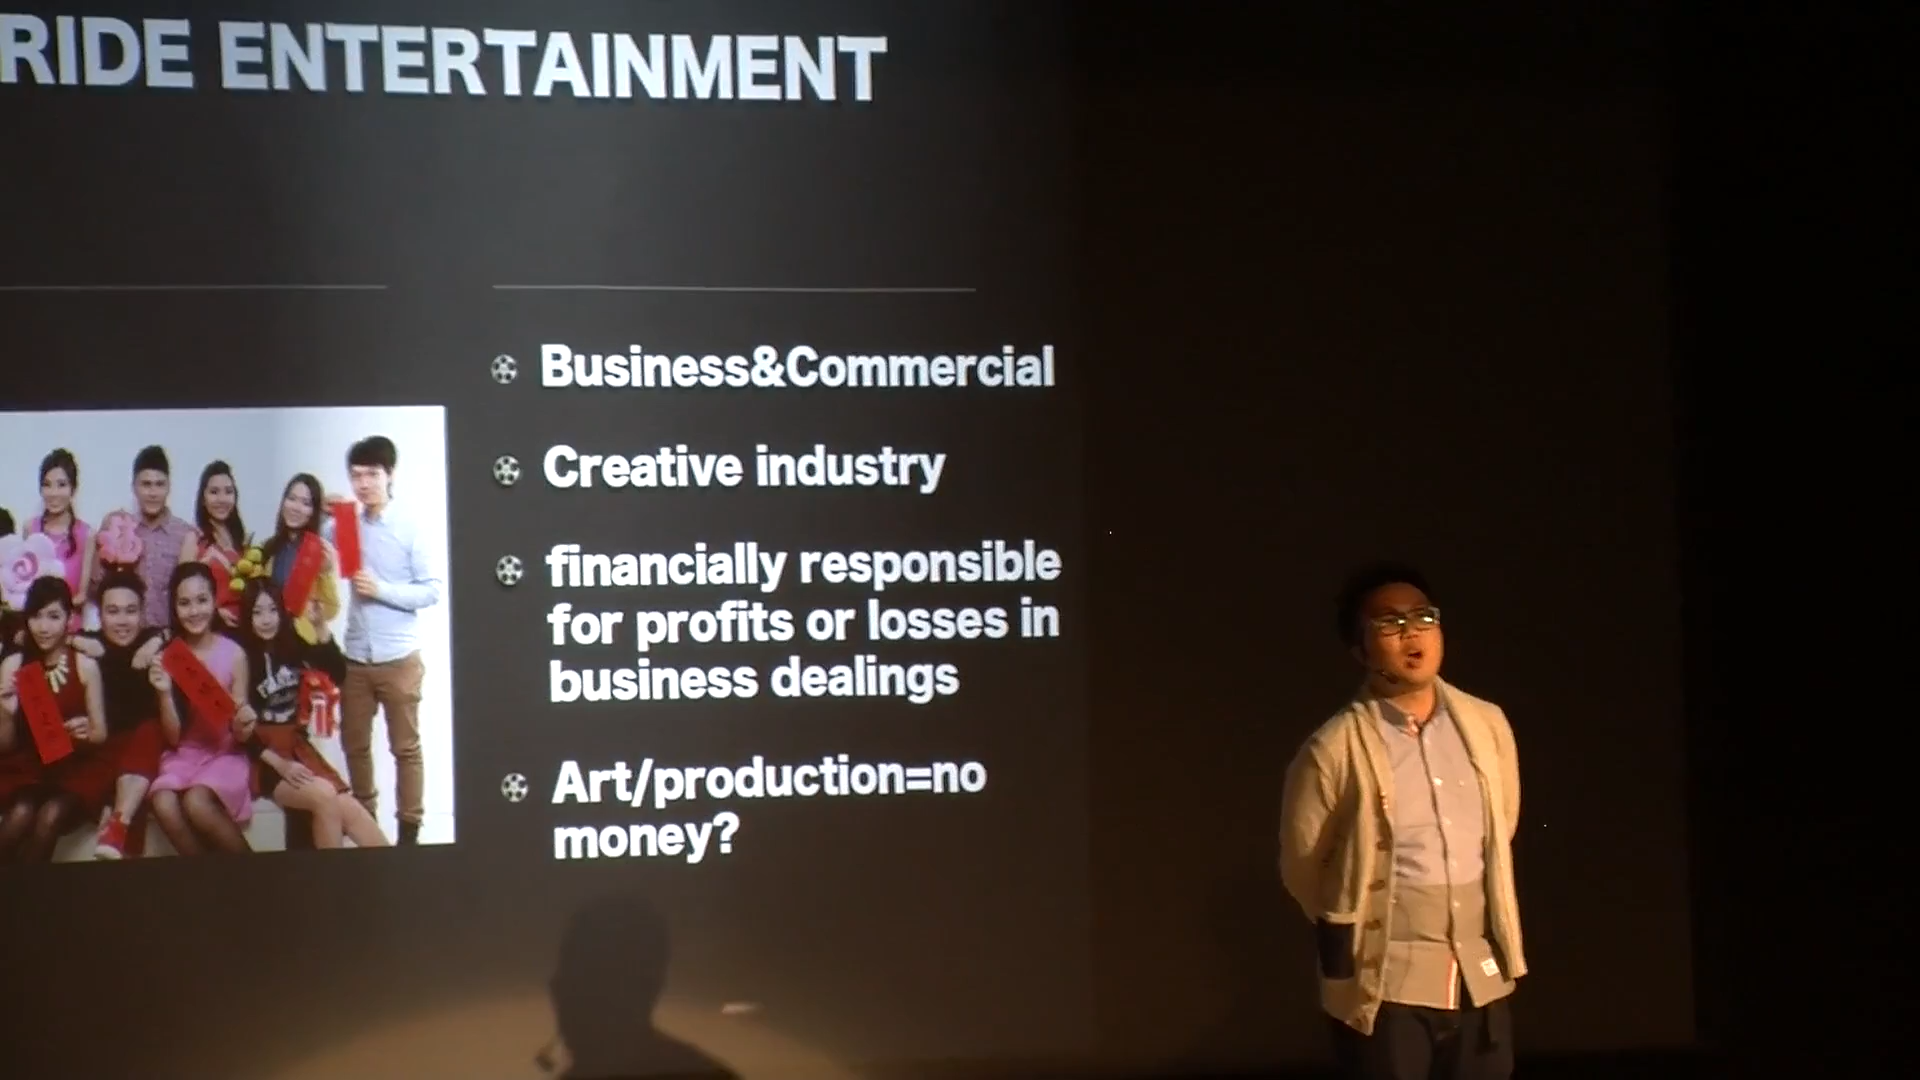 RIDE ENTERTAINMENT
Business&Commercial
Creative industry
financially responsible
for profits or losses in
business dealings
Art/production=no
money?